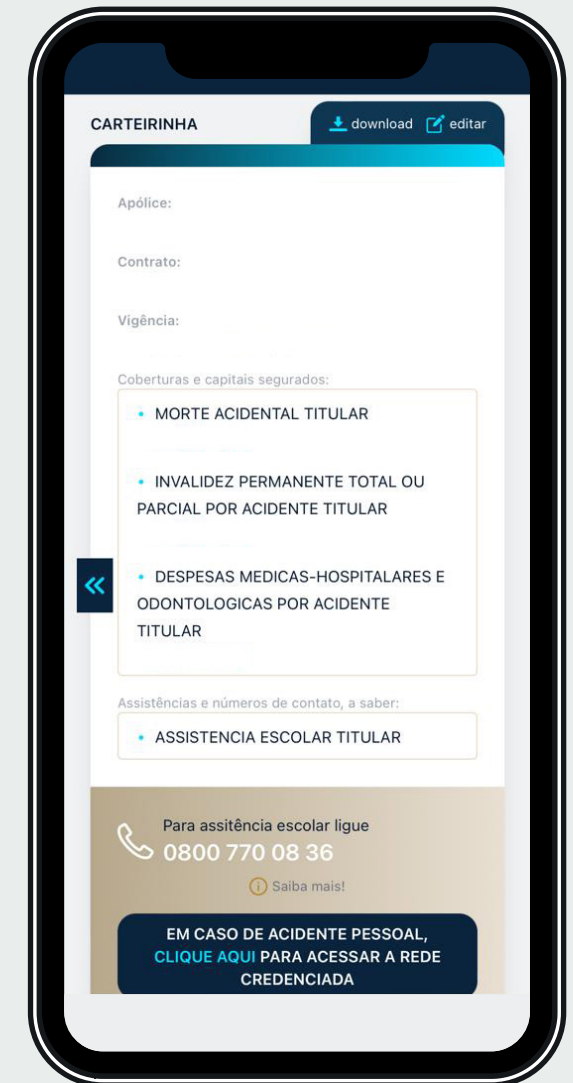 CARTEIRINHA
download editar
Apólice:
Contrato:
Vigência:
Coberturas e capitais segurados:
• MORTE ACIDENTAL TITULAR
• INVALIDEZ PERMANENTE TOTAL OU
PARCIAL POR ACIDENTE TITULAR
• DESPESAS MEDICAS-HOSPITALARES E
ODONTOLOGICAS POR ACIDENTE
TITULAR
Assistências e números de contato, a saber:
• ASSISTENCIA ESCOLAR TITULAR
Para assitência escolar ligue
0800 770 08 36
Saiba mais!
EM CASO DE ACIDENTE PESSOAL,
CLIQUE AQUI PARA ACESSAR A REDE
CREDENCIADA